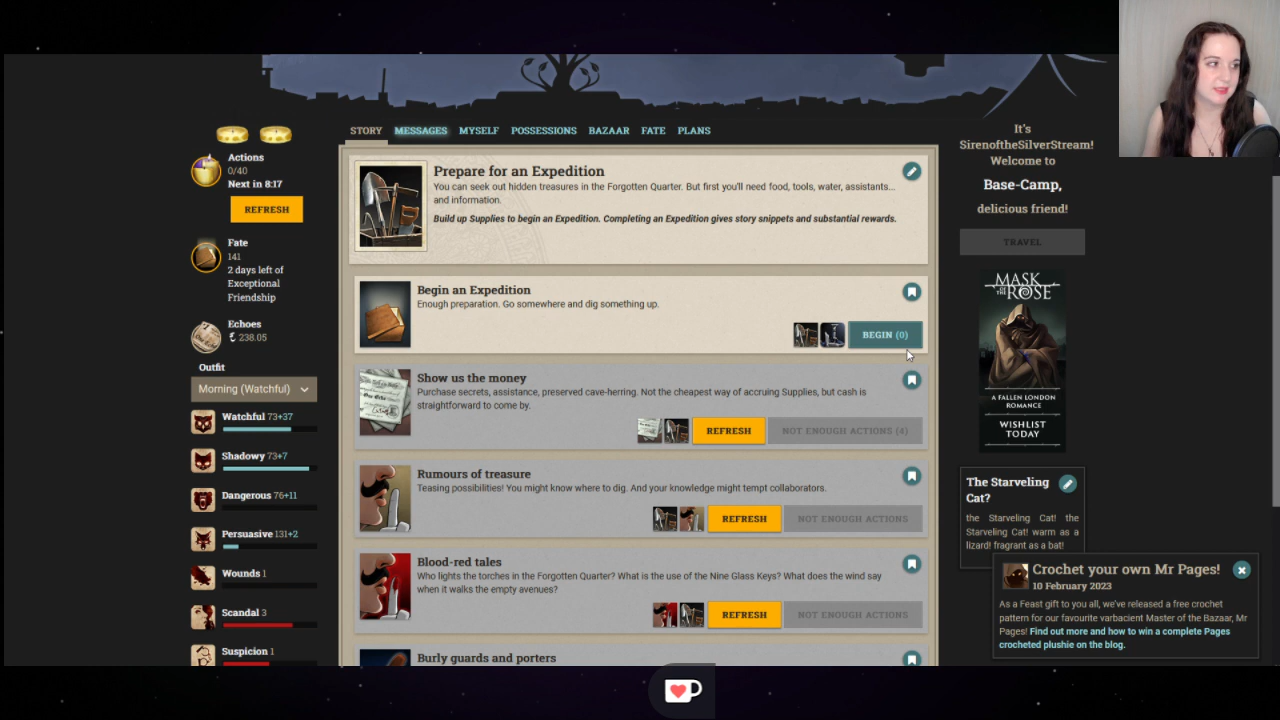 Actions
0/40
Next in 8:17
REFRESH
Fate
141
2 days left of
Exceptional
Friendship
Echoes
238.05
Outfit
Morning (Watchful)
Watchful 73+37
Shadowy 73+7
Dangerous 76+11
Persuasive 131+2
Wounds 1
Scandal 3
Suspicion 1
STORY MESSAGES MYSELF POSSESSIONS BAZAAR FATE PLANS
Prepare for an Expedition
You can seek out hidden treasures in the Forgotten Quarter. But first you'll need food, tools, water, assistants...
and information.
Build up Supplies to begin an Expedition. Completing an Expedition gives story snippets and substantial rewards.
Begin an Expedition
Enough preparation. Go somewhere and dig something up.
BEGIN (0)
Show us the money
Purchase secrets, assistance, preserved cave-herring. Not the cheapest way of accruing Supplies, but cash is
straightforward to come by.
REFRESH NOT ENOUGH ACTIONS (4)
Rumours of treasure
Teasing possibilities! You might know where to dig. And your knowledge might tempt collaborators.
REFRESH NOT ENOUGH ACTIONS
Blood-red tales
Who lights the torches in the Forgotten Quarter? What is the use of the Nine Glass Keys? What does the wind say
when it walks the empty avenues?
REFRESH NOT ENOUGH ACTIONS
Burly guards and porters
It's
SirenoftheSilverStream!
Welcome to
Base-Camp,
delicious friend!
TRAVEL
MASK
OF THE
ROSE
A FALLEN LONDON
ROMANCE
WISHLIST
TODAY
The Starveling
Cat?
the Starveling Cat! the
Starveling Cat! warm as a
lizard! fragrant as a bat!
Crochet your own Mr Pages!
10 February 2023
As a Feast gift to you all, we've released a free crochet
pattern for our favourite varbacient Master of the Bazaar, Mr
Pages! Find out more and how to win a complete Pages
crocheted plushie on the blog.